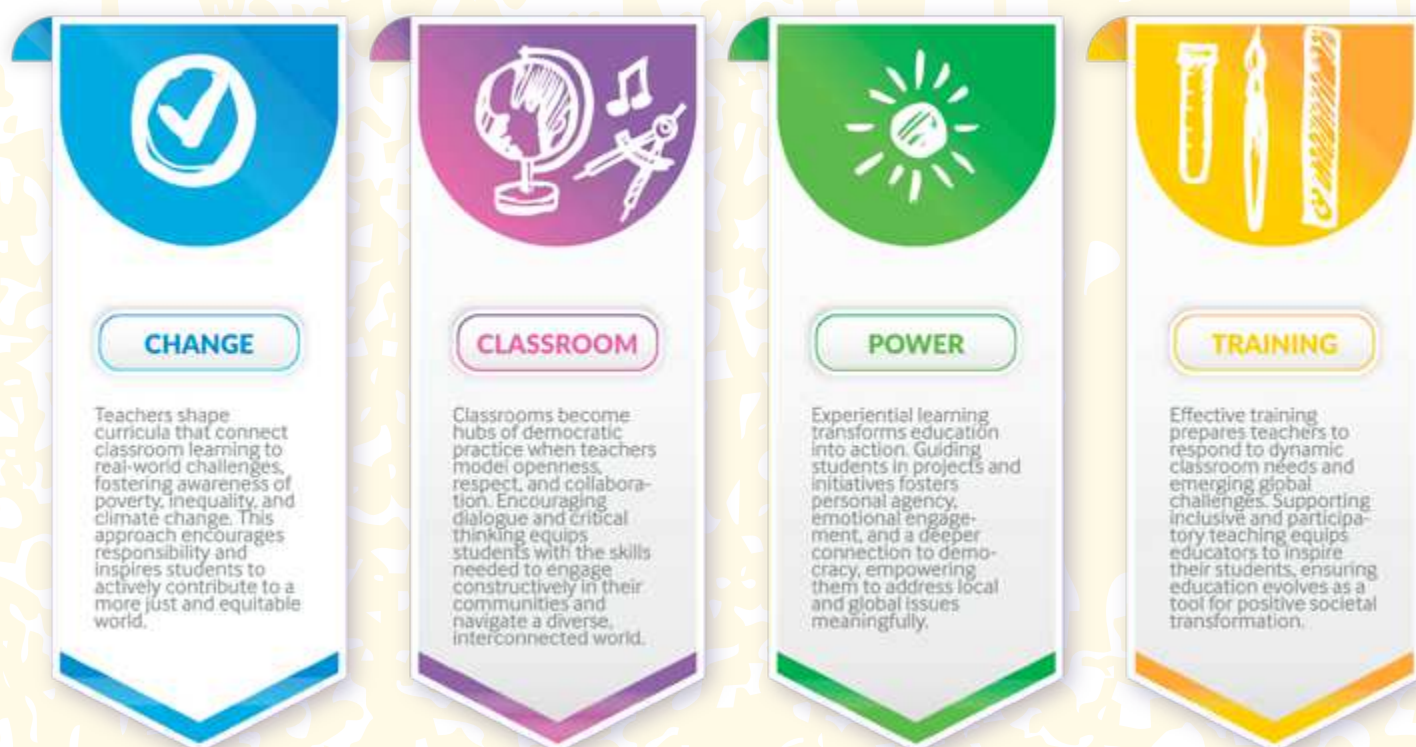 CHANGE
Teachers shape
curricula that connect
classroom learning to
real-world challenges,
fostering awareness of
poverty, inequality, and
climate change. This
approach encourages
responsibility and
inspires students to
actively contribute to a
more just and equitable
world.
CLASSROOM
Classrooms become
hubs of democratic
practice when teachers
model openness,
respect, and collabora-
tion. Encouraging
dialogue and critical
thinking equips
students with the skills
needed to engage
constructively in their
communities and
navigate a diverse,
interconnected world.
POWER
Experiential learning
transforms education
into action. Guiding
students in projects and
initiatives fosters
personal agency,
emotional engage-
ment, and a deeper
connection to demo-
cracy, empowering
them to address local
and global issues
meaningfully.
TRAINING
Effective training
prepares teachers to
respond to dynamic
classroom needs and
emerging global
challenges. Supporting
inclusive and participa-
tory teaching equips
educators to inspire
their students, ensuring
education evolves as a
tool for positive societal
transformation.